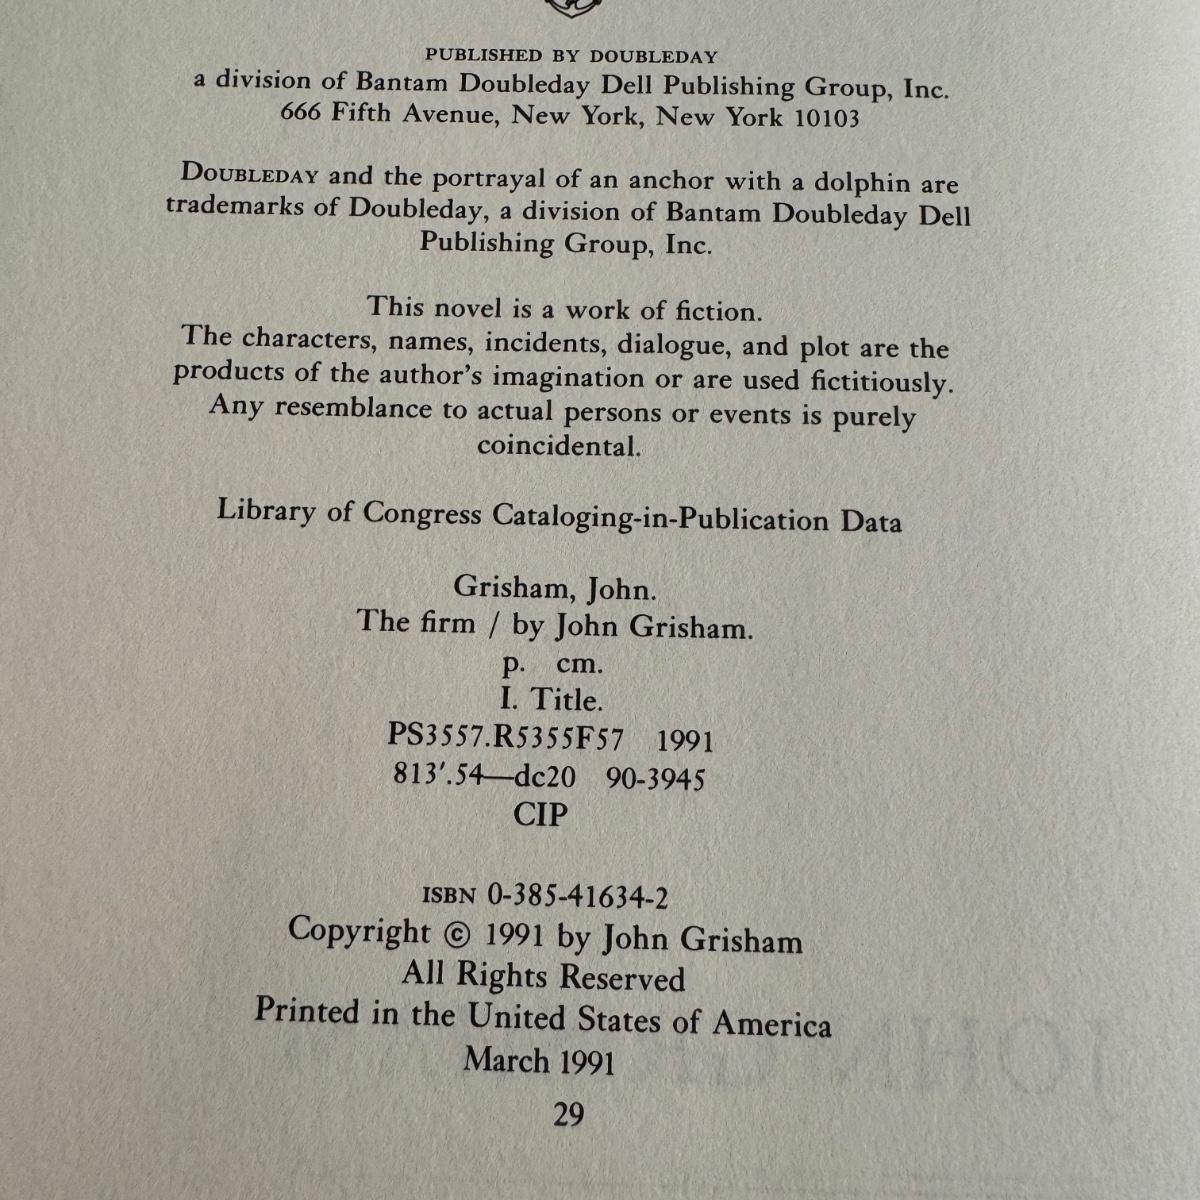 PUBLISHED BY DOUBLEDAY
a division of Bantam Doubleday Dell Publishing Group, Inc.
666 Fifth Avenue, New York, New York 10103
DOUBLEDAY and the portrayal of an anchor with a dolphin are
trademarks of Doubleday, a division of Bantam Doubleday Dell
Publishing Group, Inc.
This novel is a work of fiction.
The characters, names, incidents, dialogue, and plot are the
products of the author's imagination or are used fictitiously.
Any resemblance to actual persons or events is purely
coincidental.
Library of Congress Cataloging-in-Publication Data
Grisham, John.
The firm / by John Grisham.
p. cm.
I. Title.
PS3557.R5355F57 1991
813'.54—dc20 90-3945
CIP
ISBN 0-385-41634-2
Copyright © 1991 by John Grisham
All Rights Reserved
Printed in the United States of America
March 1991
29